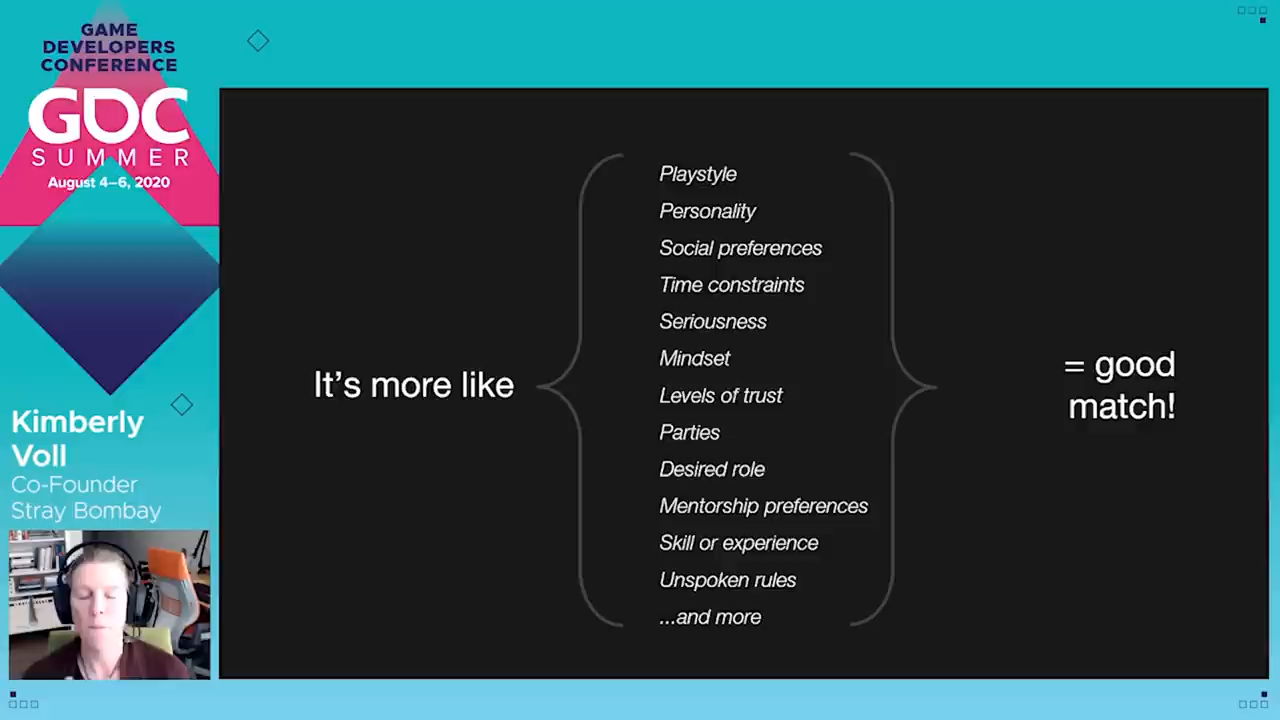 GAME
DEVELOPERS
CONFERENCE
GDC
SUMMER
August 4–6, 2020
Kimberly
Voll
Co-Founder
Stray Bombay
It’s more like
Playstyle
Personality
Social preferences
Time constraints
Seriousness
Mindset
Levels of trust
Parties
Desired role
Mentorship preferences
Skill or experience
Unspoken rules
...and more
= good
match!